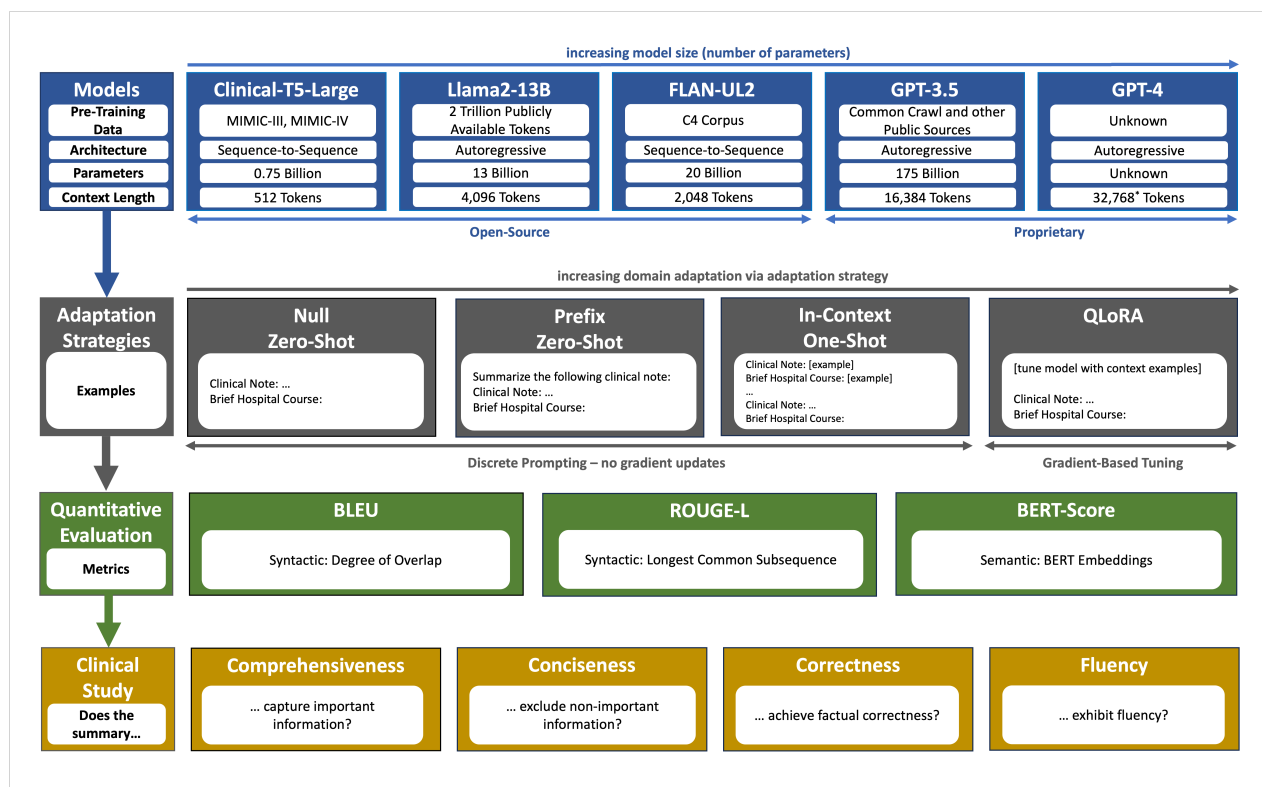 increasing model size (number of parameters)
Models
Pre-Training
Data
Architecture
Parameters
Context Length
Clinical-T5-Large
MIMIC-III, MIMIC-IV
Sequence-to-Sequence
0.75 Billion
512 Tokens
Llama2-13B
2 Trillion Publicly
Available Tokens
Autoregressive
13 Billion
4,096 Tokens
FLAN-UL2
C4 Corpus
Sequence-to-Sequence
20 Billion
2,048 Tokens
GPT-3.5
Common Crawl and other
Public Sources
Autoregressive
175 Billion
16,384 Tokens
GPT-4
Unknown
Autoregressive
Unknown
32,768* Tokens
Open-Source
Proprietary
increasing domain adaptation via adaptation strategy
Adaptation
Strategies
Examples
Null
Zero-Shot
Clinical Note: ...
Brief Hospital Course:
Prefix
Zero-Shot
Summarize the following clinical note:
Clinical Note: ...
Brief Hospital Course:
In-Context
One-Shot
Clinical Note: [example]
Brief Hospital Course: [example]
...
Clinical Note: ...
Brief Hospital Course:
QLoRA
[tune model with context examples]
Clinical Note: ...
Brief Hospital Course:
Discrete Prompting – no gradient updates
Gradient-Based Tuning
Quantitative
Evaluation
Metrics
BLEU
Syntactic: Degree of Overlap
ROUGE-L
Syntactic: Longest Common Subsequence
BERT-Score
Semantic: BERT Embeddings
Clinical
Study
Does the
summary...
Comprehensiveness
... capture important
information?
Conciseness
... exclude non-important
information?
Correctness
... achieve factual correctness?
Fluency
... exhibit fluency?